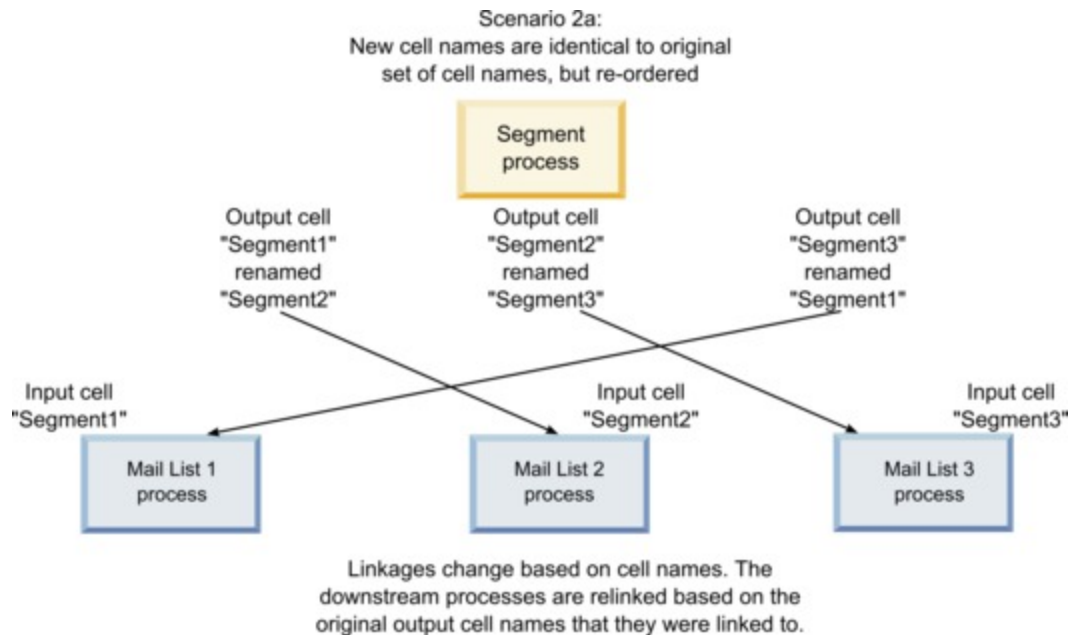 Scenario 2a:
New cell names are identical to original
set of cell names, but re-ordered
Segment
process
Output cell
"Segment1"
renamed
"Segment2"
Output cell
"Segment2"
renamed
"Segment3"
Output cell
"Segment3"
renamed
"Segment1"
Input cell
"Segment1"
Input cell
"Segment2"
Input cell
"Segment3"
Mail List 1
process
Mail List 2
process
Mail List 3
process
Linkages change based on cell names. The
downstream processes are relinked based on the
original output cell names that they were linked to.